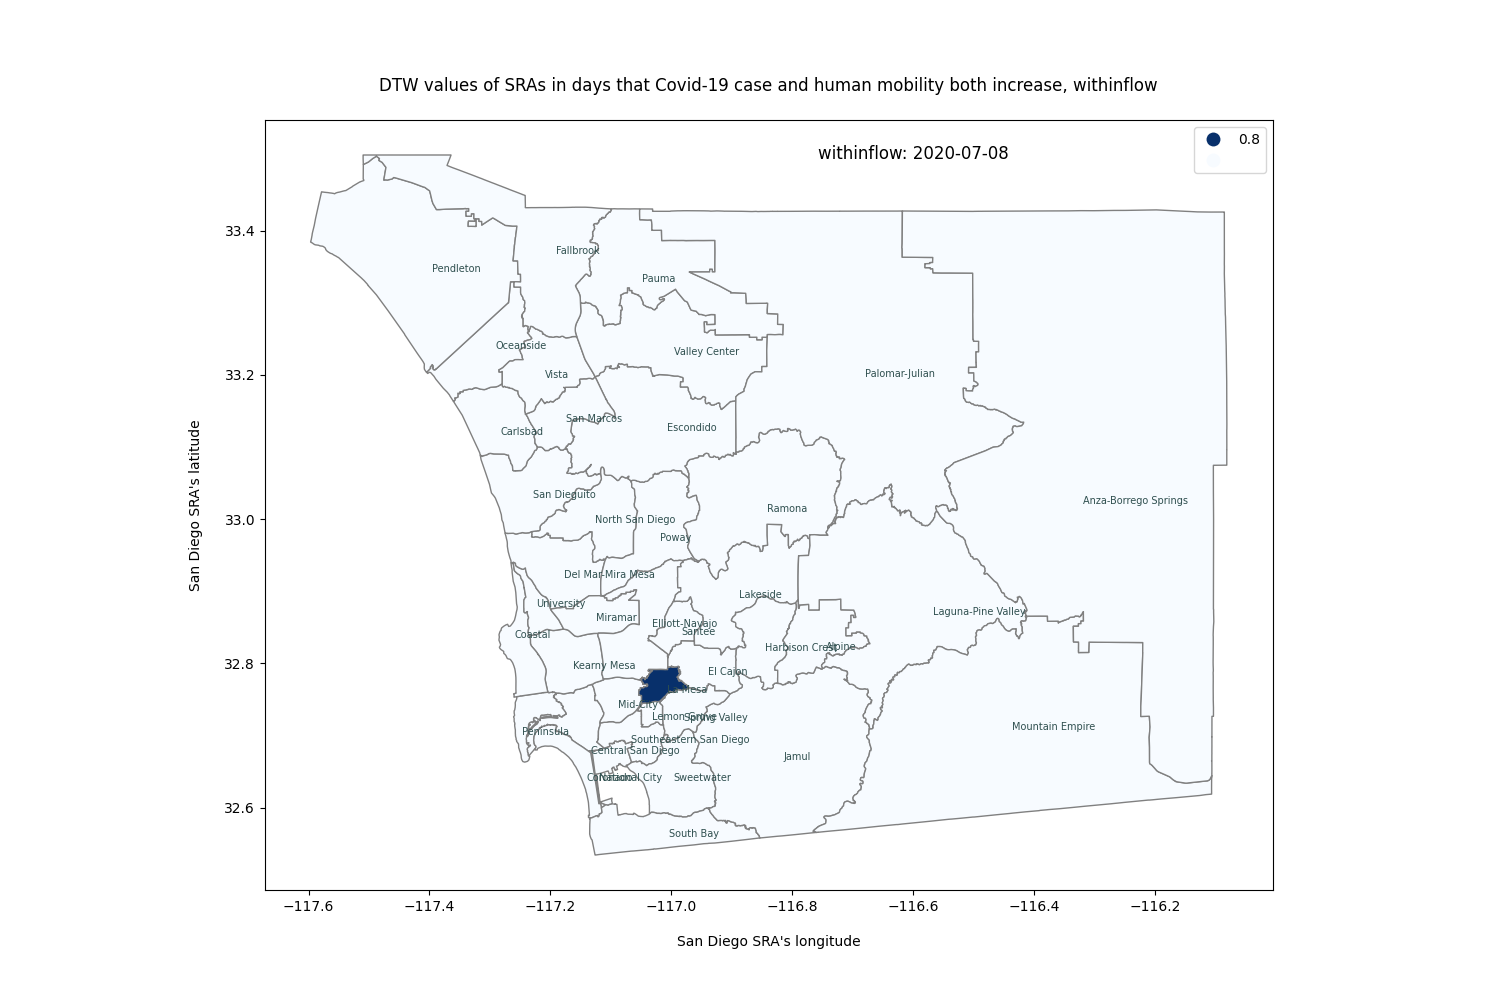 DTW values of SRAs in days that Covid-19 case and human mobility both increase, withinflow
withinflow: 2020-07-08
0.8
33.4
33.2
33.0
32.8
32.6
San Diego SRA's latitude
Fallbrook
Pendleton
Pauma
Oceanside
Valley Center
Vista
Palomar-Julian
San Marcos
Carlsbad
Escondido
San Dieguito
Anza-Borrego Springs
Ramona
North San Diego
Poway
Del Mar-Mira Mesa
Lakeside
University
Laguna-Pine Valley
Miramar
Elliott-Navajo
Santee
Coastal
Harbison Crest
Alpine
Kearny Mesa
El Cajon
Mesa
Mid-City
Lemon Grove
Spring Valley
Mountain Empire
Peninsula
Southeastern San Diego
Central San Diego
Jamul
Coronado
National City
Sweetwater
South Bay
−117.6
−117.4
−117.2
−117.0
−116.8
−116.6
−116.4
−116.2
San Diego SRA's longitude